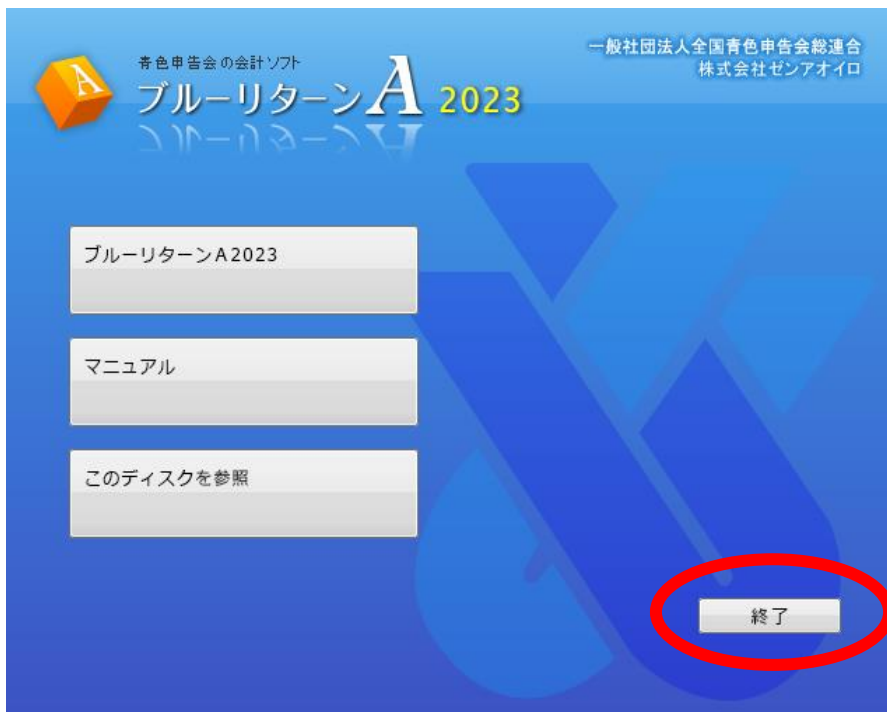 一般社団法人全国青色申告会総連合
株式会社ゼンアオイロ
青色申告会の会計ソフト
ブルーリターンA 2023
ブルーリターンA2023
マニュアル
このディスクを参照
終了